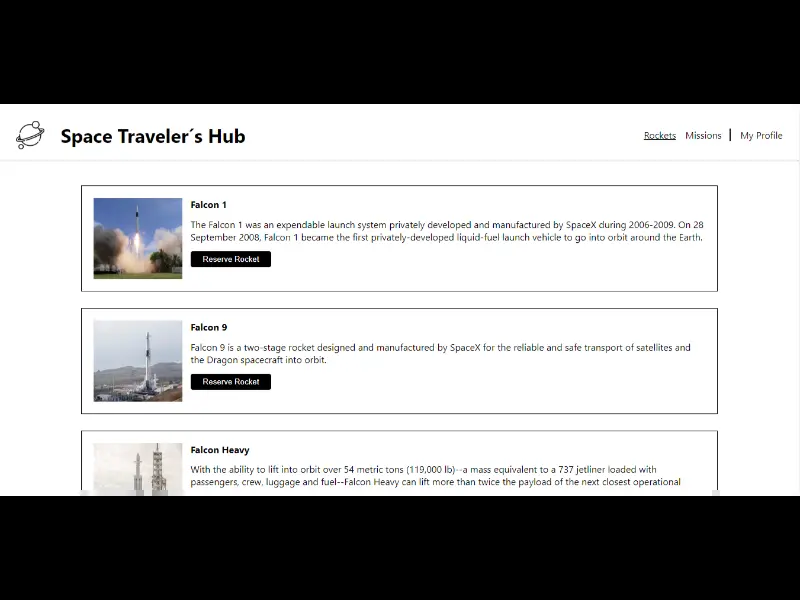 Space Traveler´s Hub
Rockets Missions | My Profile
Falcon 1
The Falcon 1 was an expendable launch system privately developed and manufactured by SpaceX during 2006-2009. On 28
September 2008, Falcon 1 became the first privately-developed liquid-fuel launch vehicle to go into orbit around the Earth.
Reserve Rocket
Falcon 9
Falcon 9 is a two-stage rocket designed and manufactured by SpaceX for the reliable and safe transport of satellites and
the Dragon spacecraft into orbit.
Reserve Rocket
Falcon Heavy
With the ability to lift into orbit over 54 metric tons (119,000 lb)--a mass equivalent to a 737 jetliner loaded with
passengers, crew, luggage and fuel--Falcon Heavy can lift more than twice the payload of the next closest operational